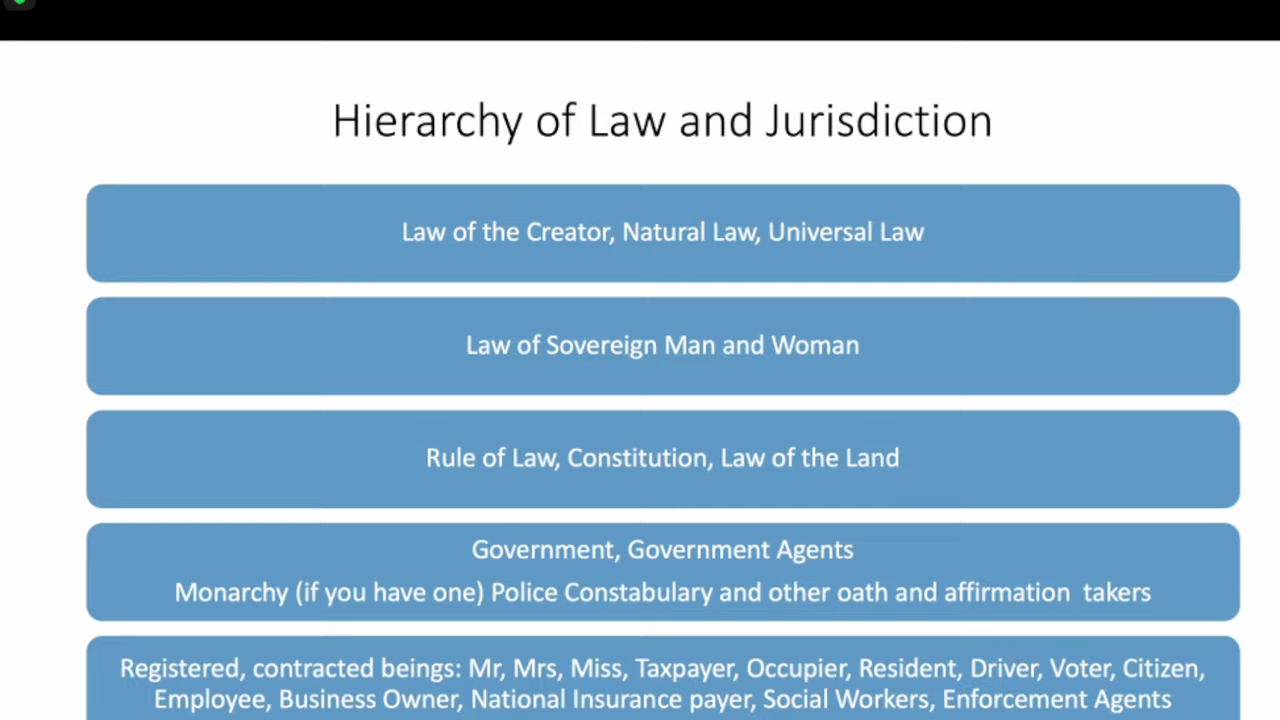 Hierarchy of Law and Jurisdiction
Law of the Creator, Natural Law, Universal Law
Law of Sovereign Man and Woman
Rule of Law, Constitution, Law of the Land
Government, Government Agents
Monarchy (if you have one) Police Constabulary and other oath and affirmation takers
Registered, contracted beings: Mr, Mrs, Miss, Taxpayer, Occupier, Resident, Driver, Voter, Citizen,
Employee, Business Owner, National Insurance payer, Social Workers, Enforcement Agents